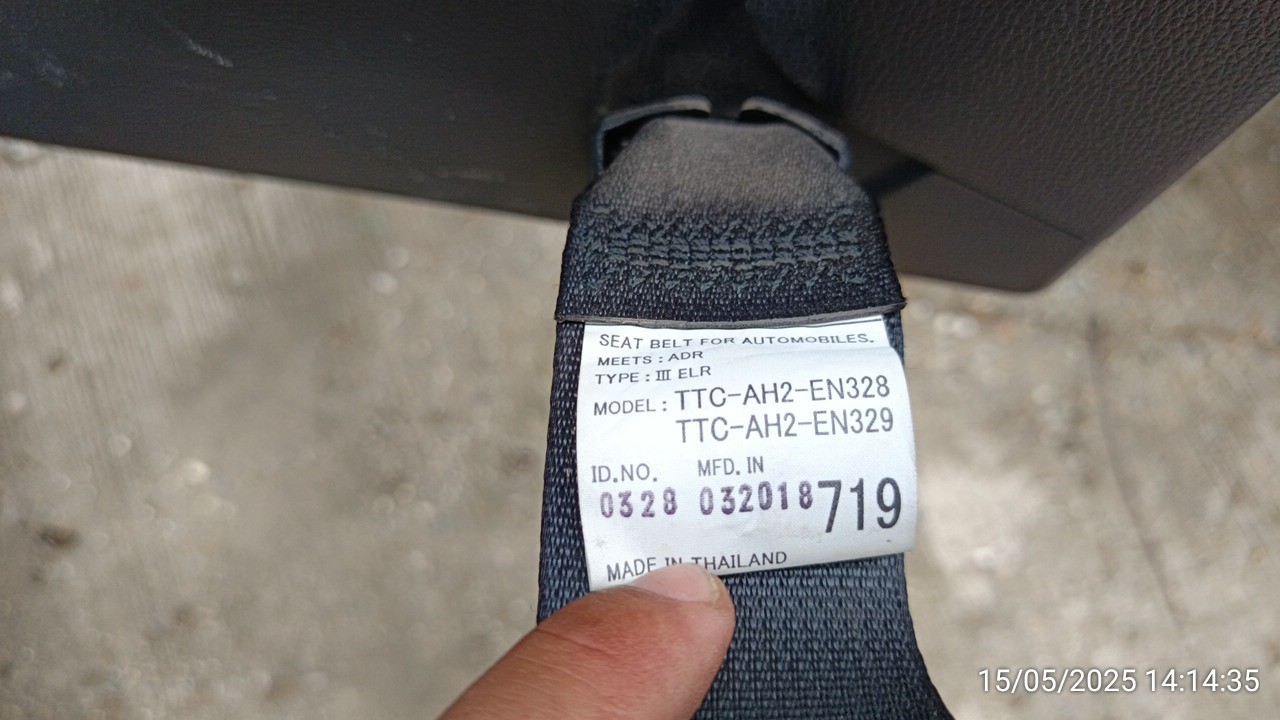 SEAT BELT FOR AUTOMOBILES.
MEETS : ADR
TYPE : Ⅲ ELR
MODEL : TTC-AH2-EN328
TTC-AH2-EN329
ID.NO. MFD. IN
0328 032018 719
MADE IN THAILAND
15/05/2025 14:14:35